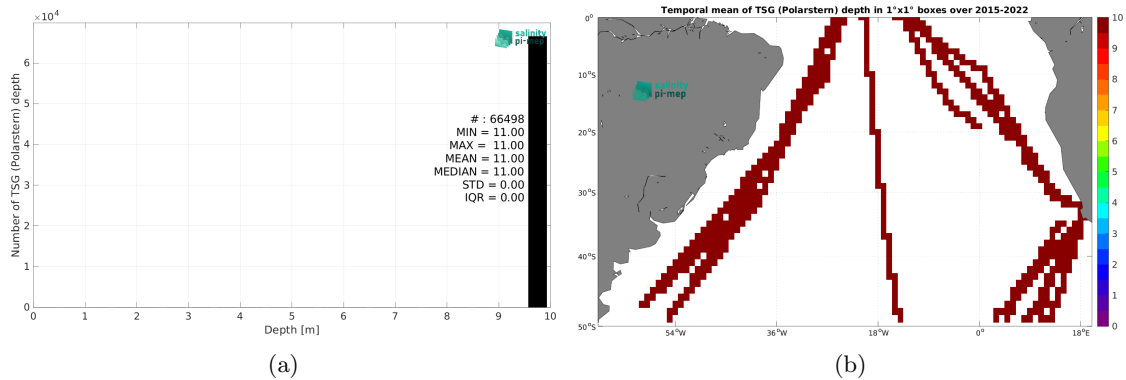 ×10⁴
salinity
pi-mep
6
5
4
3
2
1
0
Number of TSG (Polarstern) depth
# : 66498
MIN = 11.00
MAX = 11.00
MEAN = 11.00
MEDIAN = 11.00
STD = 0.00
IQR = 0.00
0 1 2 3 4 5 6 7 8 9 10
Depth [m]
(a)
Temporal mean of TSG (Polarstern) depth in 1°x1° boxes over 2015-2022
0°
10°S
20°S
30°S
40°S
50°S
salinity
pi-mep
54°W 36°W 18°W 0° 18°E
10
9
8
7
6
5
4
3
2
1
0
(b)